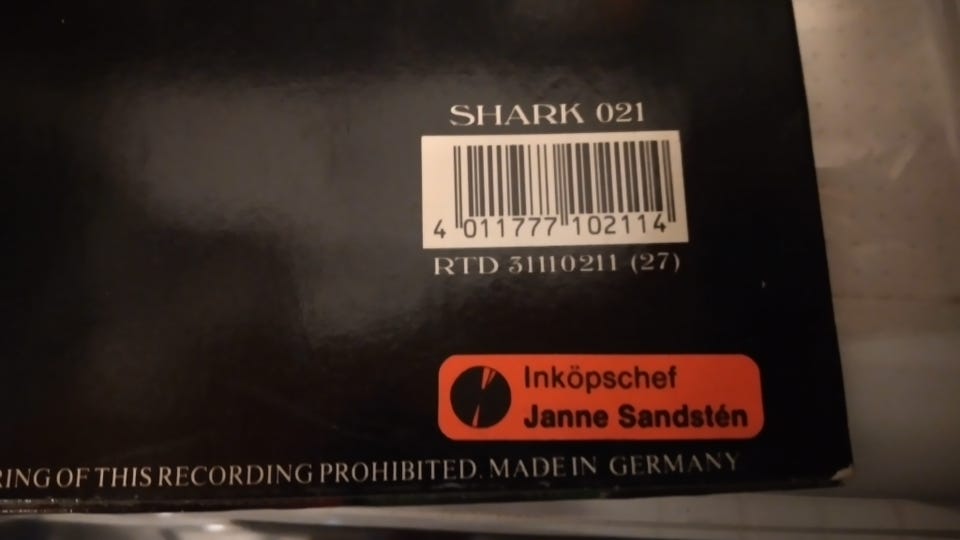 SHARK 021
4 011777 102114
RTD 31110211 (27)
Inköpschef
Janne Sandstén
RING OF THIS RECORDING PROHIBITED. MADE IN GERMANY